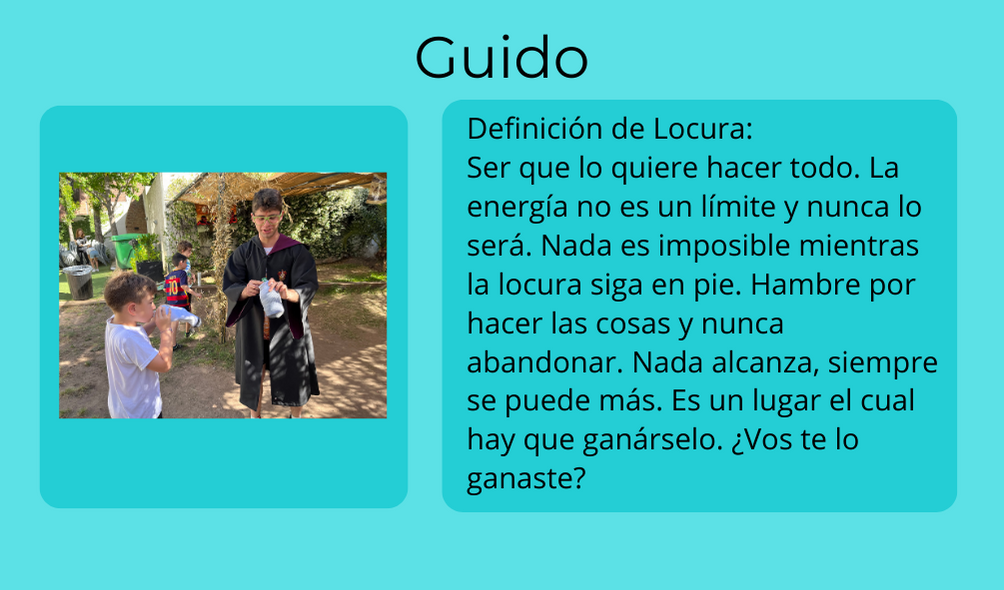 Guido
Definición de Locura:
Ser que lo quiere hacer todo. La
energía no es un límite y nunca lo
será. Nada es imposible mientras
la locura siga en pie. Hambre por
hacer las cosas y nunca
abandonar. Nada alcanza, siempre
se puede más. Es un lugar el cual
hay que ganárselo. ¿Vos te lo
ganaste?
10